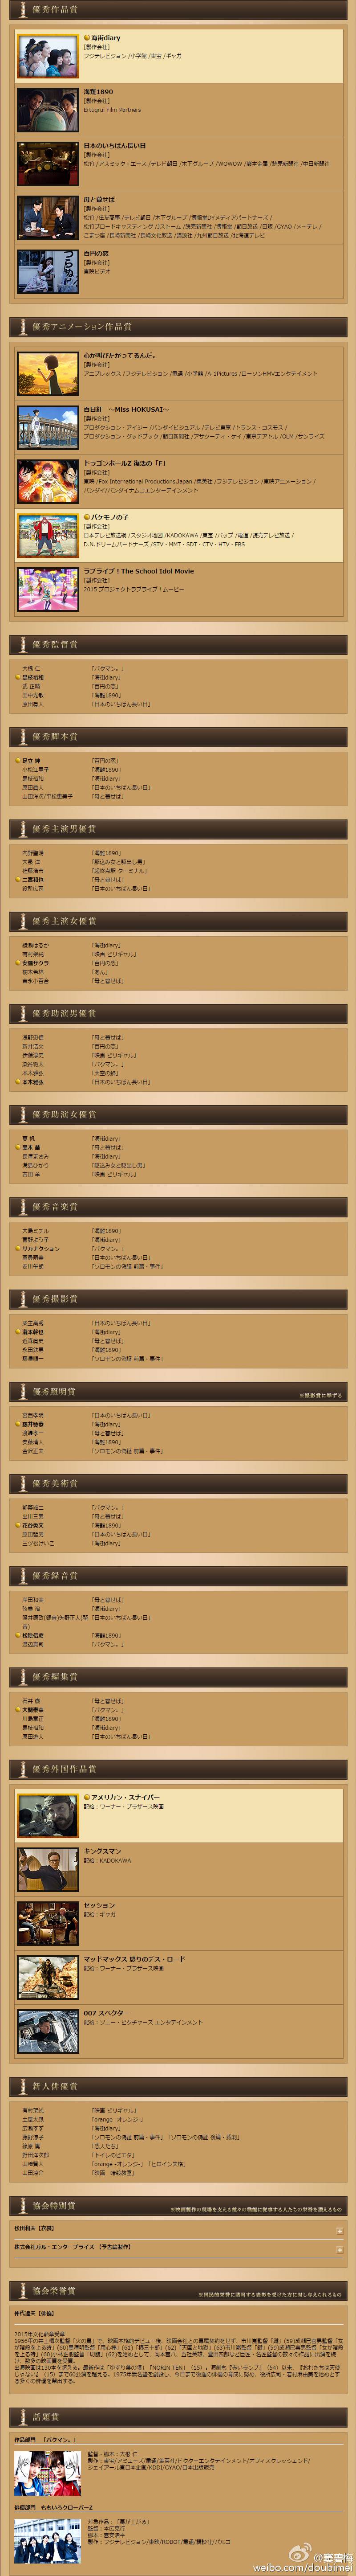 優秀作品賞
海街diary
[製作会社]
フジテレビジョン /小学館 /東宝 /ギャガ
海難1890
[製作会社]
Ertugrul Film Partners
日本のいちばん長い日
[製作会社]
松竹 /アスミック・エース /テレビ朝日 /木下グループ /WOWOW /阪本金属 /読売新聞社 /中日新聞社
母と暮せば
[製作会社]
松竹 /住友商事 /テレビ朝日 /木下グループ /博報堂DYメディアパートナーズ /
松竹ブロードキャスティング /ストーム /読売新聞社 /博報堂 /朝日放送 /日販 /GYAO /メ～テレ /
こまつ座 /長崎新聞社 /長崎文化放送 /講談社 /九州朝日放送 /北海道テレビ
百円の恋
[製作会社]
東映ビデオ
優秀アニメーション作品賞
心が叫びたがってるんだ。
[製作会社]
アニプレックス /フジテレビジョン /電通 /小学館 /A-1Pictures /ローソンHMVエンタテイメント
百日紅 ～Miss HOKUSAI～
[製作会社]
プロダクション・アイジー /バンダイビジュアル /テレビ東京 /トランス・コスモス /
プロダクション・グッドブック /朝日新聞社 /アサツーディ・ケイ /東京テアトル /OLM /サンライズ
ドラゴンボールZ 復活の「F」
[製作会社]
東映 /Fox International Productions,Japan /集英社 /フジテレビジョン /東映アニメーション /
バンダイ/バンダイナムコエンターテインメント
バケモノの子
[製作会社]
日本テレビ放送網 /スタジオ地図 /KADOKAWA /東宝 /バップ /電通 /読売テレビ放送 /
D.N.ドリームパートナーズ /STV・MMT・SDT・CTV・HTV・FBS
ラブライブ！The School Idol Movie
[製作会社]
2015 プロジェクトラブライブ！ムービー
優秀監督賞
大根 仁 「バクマン。」
是枝裕和 「海街diary」
武 正晴 「百円の恋」
田中光敏 「海難1890」
原田眞人 「日本のいちばん長い日」
優秀脚本賞
足立 紳 「百円の恋」
小松江里子 「海難1890」
是枝裕和 「海街diary」
原田眞人 「日本のいちばん長い日」
山田洋次/平松恵美子 「母と暮せば」
優秀主演男優賞
内野聖陽 「海難1890」
大泉 洋 「駆込み女と駆出し男」
佐藤浩市 「起終点駅 ターミナル」
二宮和也 「母と暮せば」
役所広司 「日本のいちばん長い日」
優秀主演女優賞
綾瀬はるか 「海街diary」
有村架純 「映画 ビリギャル」
安藤サクラ 「百円の恋」
樹木希林 「あん」
吉永小百合 「母と暮せば」
優秀助演男優賞
浅野忠信 「母と暮せば」
新井浩文 「百円の恋」
伊藤淳史 「映画 ビリギャル」
染谷将太 「バクマン。」
本木雅弘 「天空の蜂」
本木雅弘 「日本のいちばん長い日」
優秀助演女優賞
夏 帆 「海街diary」
黒木 華 「母と暮せば」
長澤まさみ 「海街diary」
満島ひかり 「駆込み女と駆出し男」
吉田 羊 「映画 ビリギャル」
優秀音楽賞
大島ミチル 「海難1890」
菅野よう子 「海街diary」
サカナクション 「バクマン。」
富貴晴美 「日本のいちばん長い日」
安川午朗 「ソロモンの偽証 前篇・事件」
優秀撮影賞
柴主高秀 「日本のいちばん長い日」
瀧本幹也 「海街diary」
近森眞史 「母と暮せば」
永田鉄男 「海難1890」
藤澤順一 「ソロモンの偽証 前篇・事件」
優秀照明賞
※撮影賞に準ずる
宮西孝明 「日本のいちばん長い日」
藤井稔恭 「海街diary」
渡邊孝一 「母と暮せば」
安藤清人 「海難1890」
金沢正夫 「ソロモンの偽証 前篇・事件」
優秀美術賞
都築雄二 「バクマン。」
出川三男 「母と暮せば」
花谷秀文 「海難1890」
原田哲男 「日本のいちばん長い日」
三ツ松けいこ 「海街diary」
優秀録音賞
岸田和美 「母と暮せば」
弦巻 裕 「海街diary」
照井康政(録音)矢野正人(整音) 「日本のいちばん長い日」
松陰信彦 「海難1890」
渡辺真司 「バクマン。」
優秀編集賞
石井 巌 「母と暮せば」
大関泰幸 「バクマン。」
川島章正 「海難1890」
是枝裕和 「海街diary」
原田遊人 「日本のいちばん長い日」
優秀外国作品賞
アメリカン・スナイパー
配給：ワーナー・ブラザース映画
キングスマン
配給：KADOKAWA
セッション
配給：ギャガ
マッドマックス 怒りのデス・ロード
配給：ワーナー・ブラザース映画
007 スペクター
配給：ソニー・ピクチャーズ エンタテインメント
新人俳優賞
有村架純 「映画 ビリギャル」
土屋太鳳 「orange -オレンジ-」
広瀬すず 「海街diary」
藤野涼子 「ソロモンの偽証 前篇・事件」「ソロモンの偽証 後篇・裁判」
篠原 篤 「恋人たち」
野田洋次郎 「トイレのピエタ」
山﨑賢人 「orange -オレンジ-」「ヒロイン失格」
山田涼介 「映画 暗殺教室」
協会特別賞
※映画製作の現場を支える種々の職能に従事する人たちの栄誉を讃えるもの
松田和夫【衣裳】
株式会社ガル・エンタープライズ 【予告篇製作】
協会栄誉賞
仲代達矢【俳優】
2015年文化勲章受章
話題賞
作品部門 「バクマン。」
監督・脚本：大根 仁
製作：東宝/アミューズ/電通/集英社/ビクターエンタテインメント/オフィスクレッシェンド/
ジェイアール東日本企画/KDDI/GYAO/日本出版販売
俳優部門 ももいろクローバーZ
対象作品：「幕が上がる」
監督：本広克行
脚本：喜安浩平
製作：フジテレビジョン/東映/ROBOT/電通/講談社/パルコ
weibo.com/doubimei